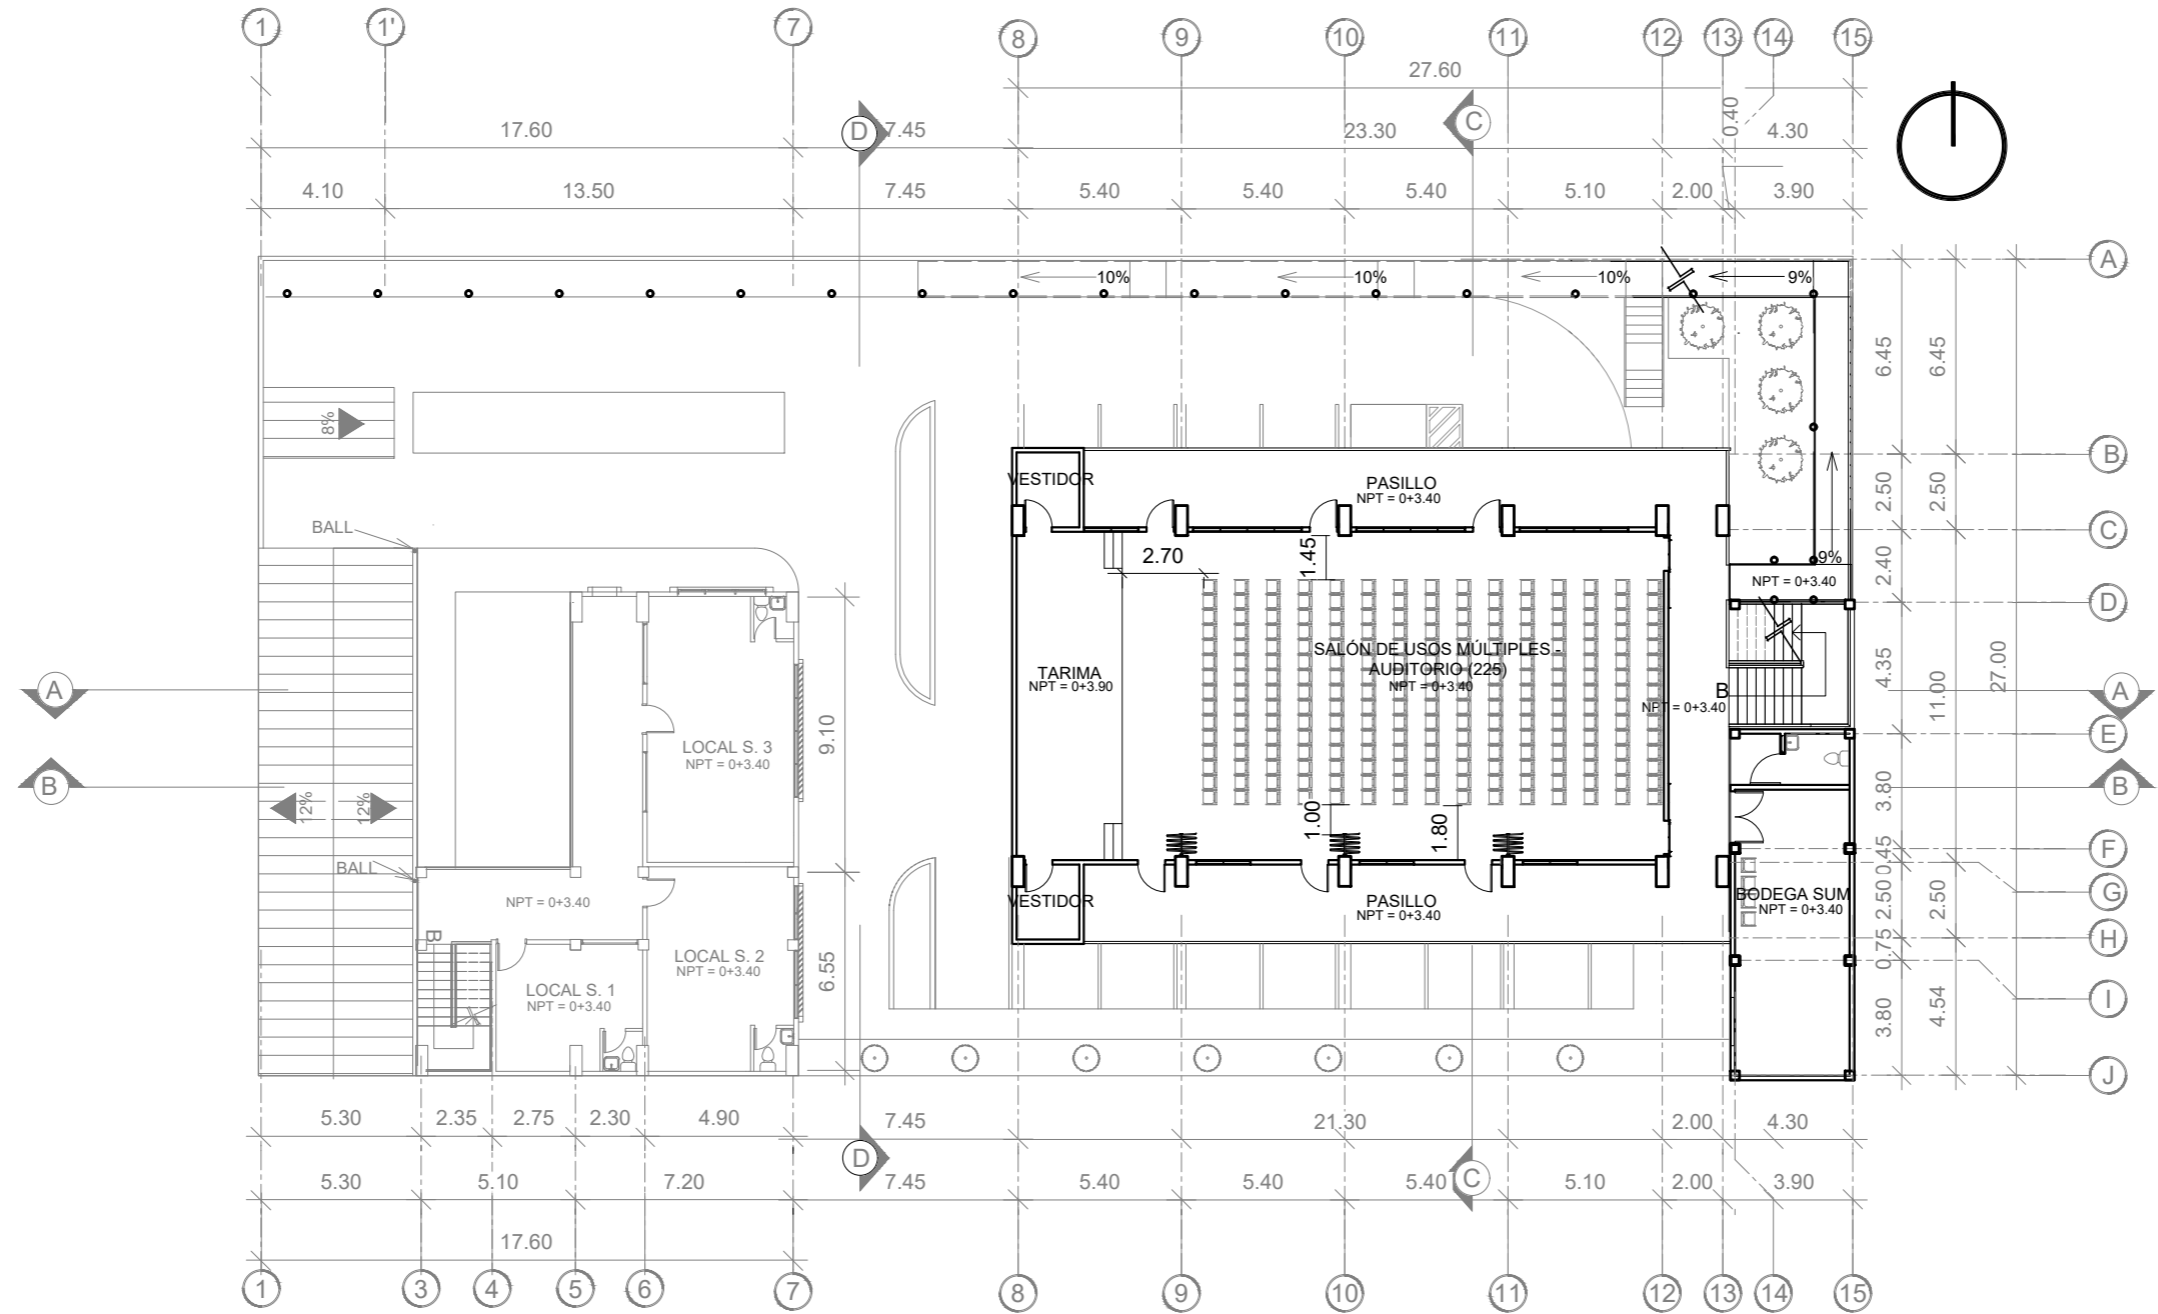 1 1' 7 8 9 10 11 12 13 14 15
27.60
17.60 D 7.45 C 23.30 0.40 4.30
4.10 13.50 7.45 5.40 5.40 5.40 5.10 2.00 3.90
A
10% 10% 10% 9%
6.45 6.45
8%
B
VESTIDOR PASILLO
NPT = 0+3.40
2.50 2.50
BALL
C
2.70 1.45 9%
2.40
NPT = 0+3.40
D
SALÓN DE USOS MÚLTIPLES -
AUDITORIO (225)
NPT = 0+3.40
TARIMA
NPT = 0+3.90
4.35 11.00 27.00
A A
B
NPT = 0+3.40
9.10
LOCAL S. 3
NPT = 0+3.40
E
B B
12% 12%
1.00 1.80
3.80
F
0.45
BALL
G
BODEGA SUM
NPT = 0+3.40
VESTIDOR PASILLO
NPT = 0+3.40
NPT = 0+3.40
2.50 2.50
B
H
0.75
LOCAL S. 2
NPT = 0+3.40
6.55
LOCAL S. 1
NPT = 0+3.40
I
3.80 4.54
J
5.30 2.35 2.75 2.30 4.90 7.45 21.30 2.00 4.30
D C
5.30 5.10 7.20 7.45 5.40 5.40 5.40 5.10 2.00 3.90
17.60
1 3 4 5 6 7 8 9 10 11 12 13 14 15